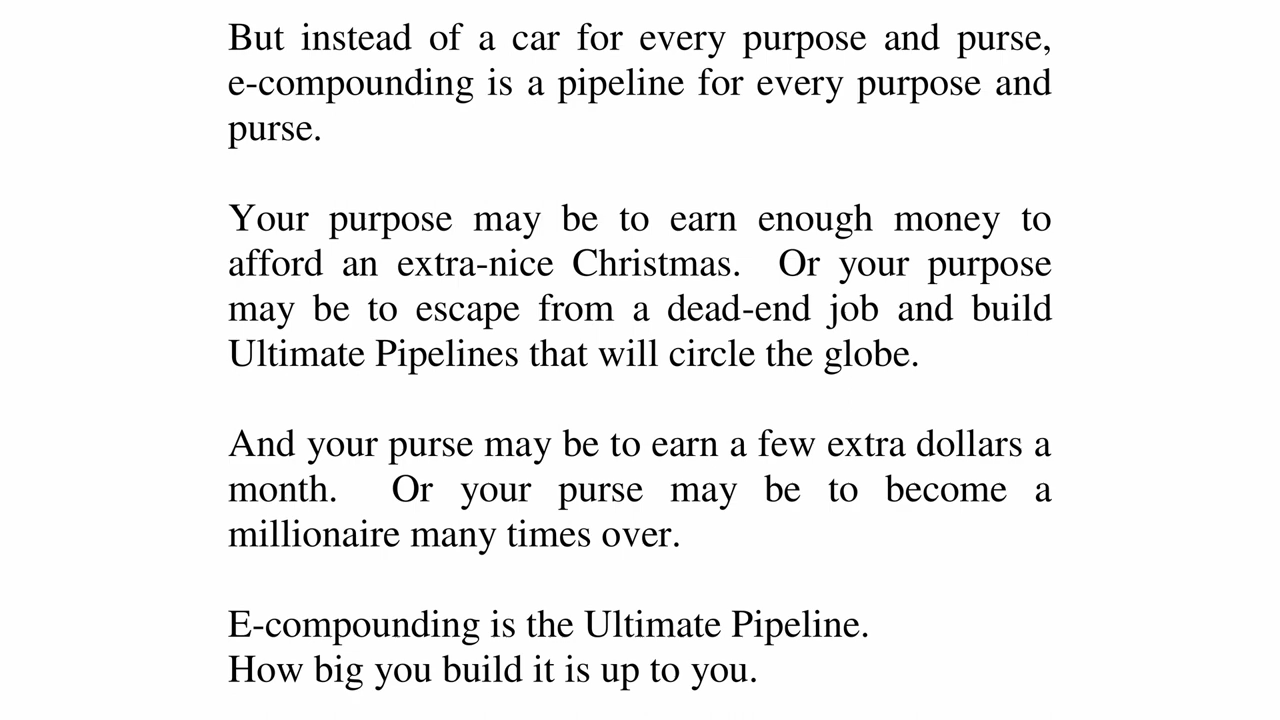 But instead of a car for every purpose and purse,
e-compounding is a pipeline for every purpose and
purse.
Your purpose may be to earn enough money to
afford an extra-nice Christmas. Or your purpose
may be to escape from a dead-end job and build
Ultimate Pipelines that will circle the globe.
And your purse may be to earn a few extra dollars a
month. Or your purse may be to become a
millionaire many times over.
E-compounding is the Ultimate Pipeline.
How big you build it is up to you.